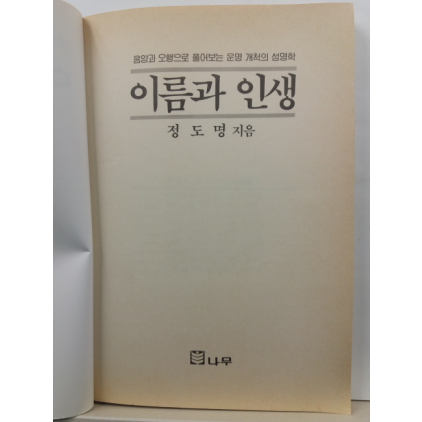 음양과 오행으로 풀어보는 운명 개척의 성명학
이름과 인생
정도명 지음
나무